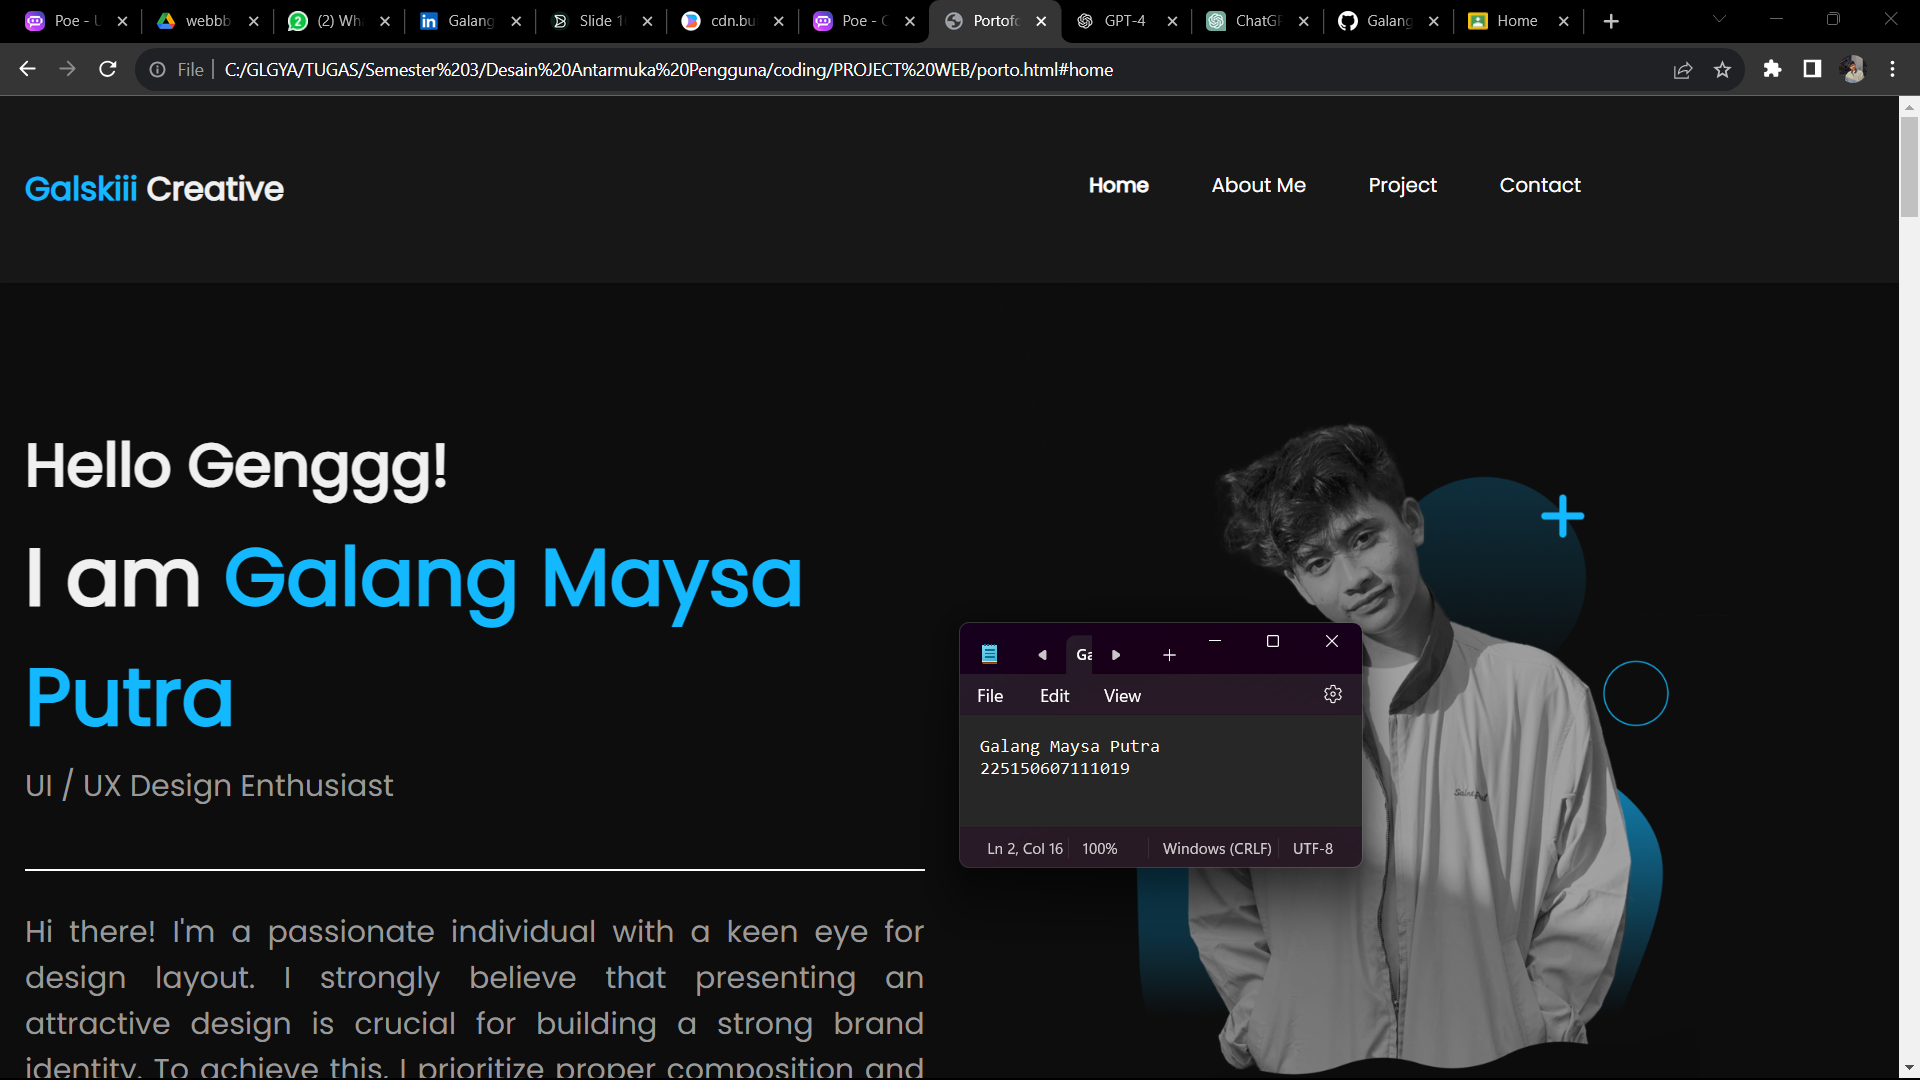 Poe - U
webbb
(2) Wh
Galang
Slide 1
cdn.bu
Poe - C
Portofo
GPT-4
ChatGP
Galang
Home
File
C:/GLGYA/TUGAS/Semester%203/Desain%20Antarmuka%20Pengguna/coding/PROJECT%20WEB/porto.html#home
Galskiii Creative
Home
About Me
Project
Contact
Hello Genggg!
I am Galang Maysa
Putra
UI / UX Design Enthusiast
Hi there! I'm a passionate individual with a keen eye for
design layout. I strongly believe that presenting an
attractive design is crucial for building a strong brand
identity. To achieve this, I prioritize proper composition and
Ga
File
Edit
View
Galang Maysa Putra
225150607111019
Ln 2, Col 16
100%
Windows (CRLF)
UTF-8